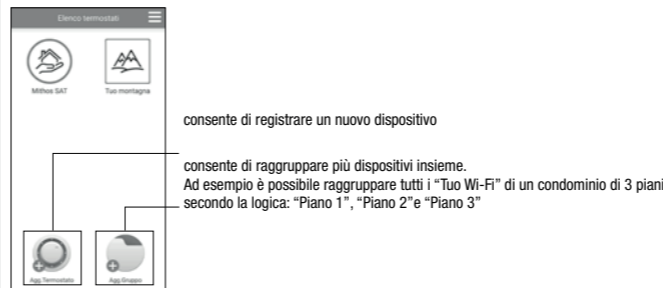 Elenco termostati
Mithos SAT
Tuo montagna
consente di registrare un nuovo dispositivo
consente di raggruppare più dispositivi insieme.
Ad esempio è possibile raggruppare tutti i “Tuo Wi-Fi” di un condominio di 3 piani
secondo la logica: “Piano 1”, “Piano 2”e “Piano 3”
Agg.Termostato
Agg.Gruppo